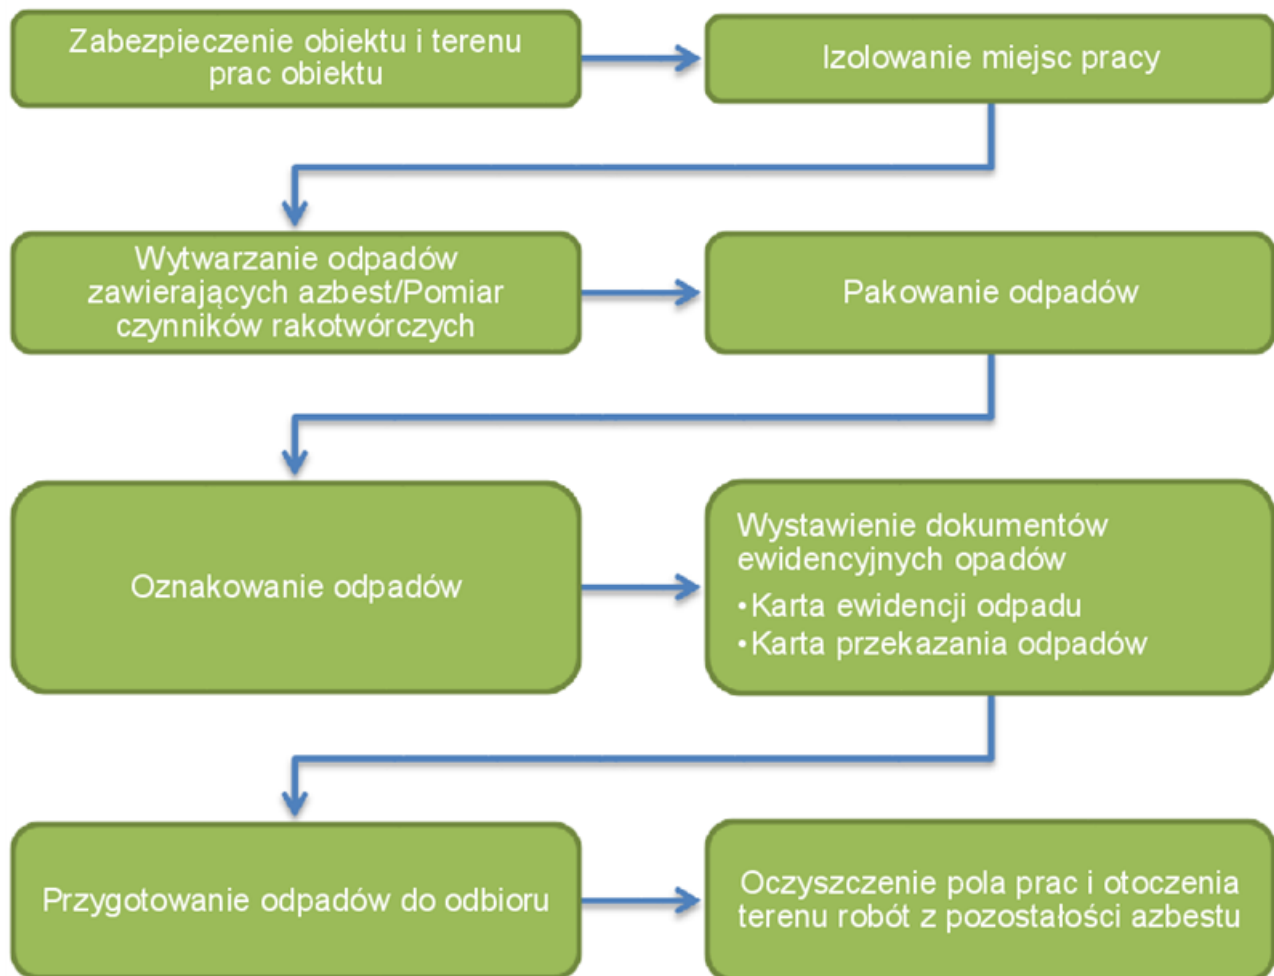 Zabezpieczenie obiektu i terenu
prac obiektu
Izolowanie miejsc pracy
Wytwarzanie odpadów
zawierających azbest/Pomiar
czynników rakotwórczych
Pakowanie odpadów
Oznakowanie odpadów
Wystawienie dokumentów
ewidencyjnych opadów
•Karta ewidencji odpadu
•Karta przekazania odpadów
Przygotowanie odpadów do odbioru
Oczyszczenie pola prac i otoczenia
terenu robót z pozostałości azbestu